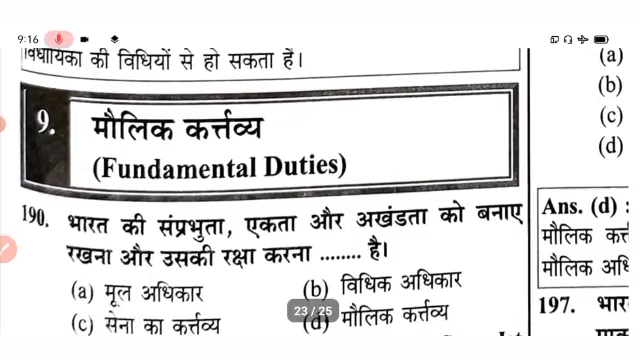 9:16
विधायिका की विधियों से हो सकता है।
9. मौलिक कर्त्तव्य
(Fundamental Duties)
190. भारत की संप्रभुता, एकता और अखंडता को बनाए
रखना और उसकी रक्षा करना ........ है।
(a) मूल अधिकार (b) विधिक अधिकार
(c) सेना का कर्त्तव्य (d) मौलिक कर्त्तव्य
23 / 25
(a)
(b)
(c)
(d)
Ans. (d) :
मौलिक
मौलिक
197.